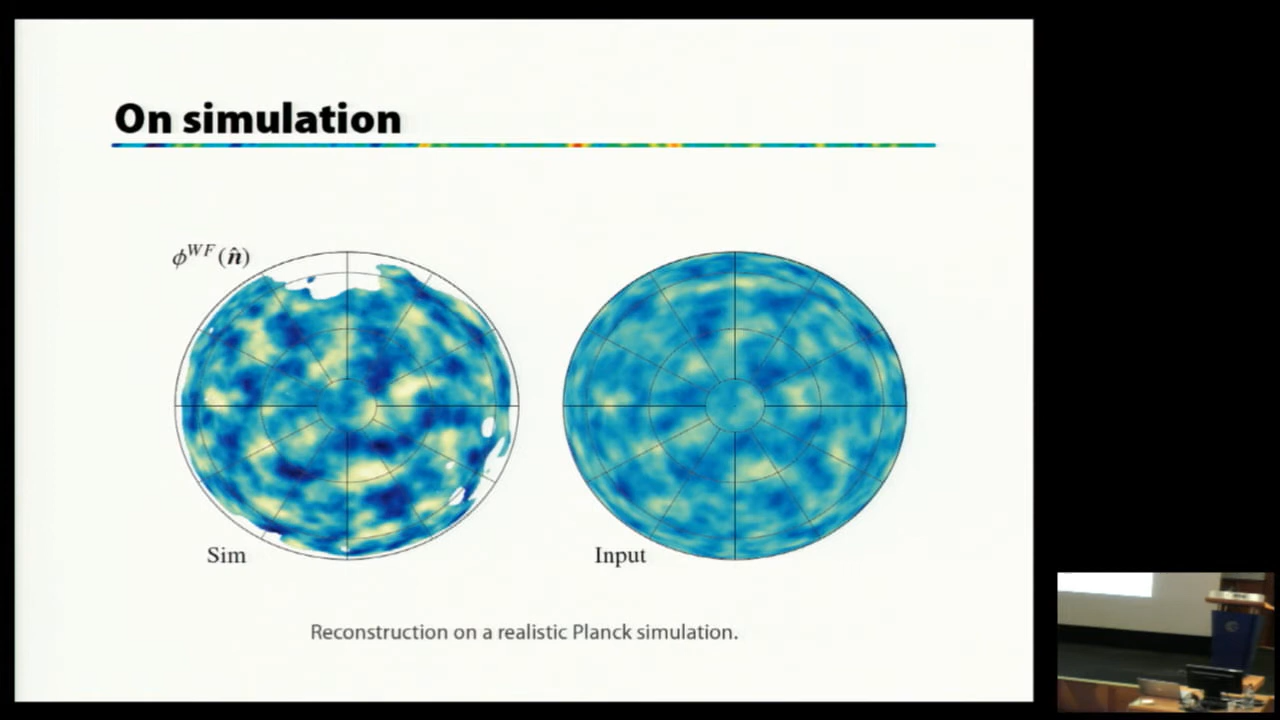 On simulation
ϕ^{WF}(n̂)
Sim
Input
Reconstruction on a realistic Planck simulation.